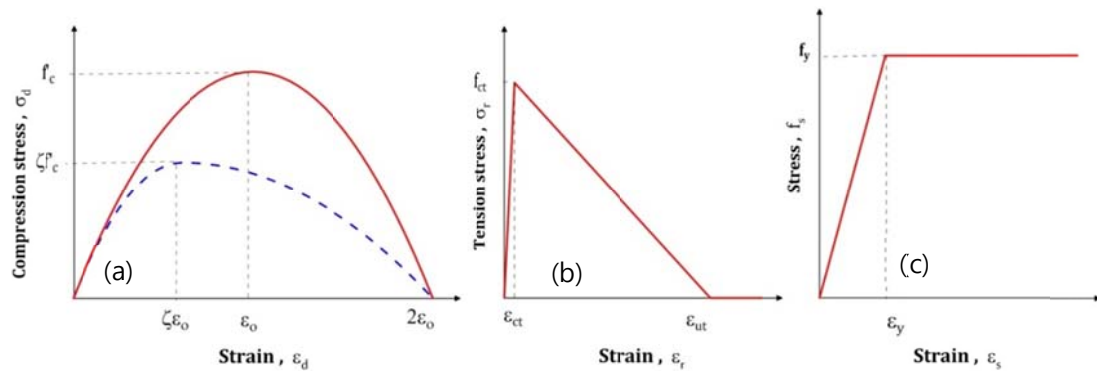 Compression stress , σd
f'c
ζf'c
(a)
ζεo
εo
2εo
Strain , εd
Tension stress , σr
fct
(b)
εct
εut
Strain , εr
Stress , fs
fy
(c)
εy
Strain , εs